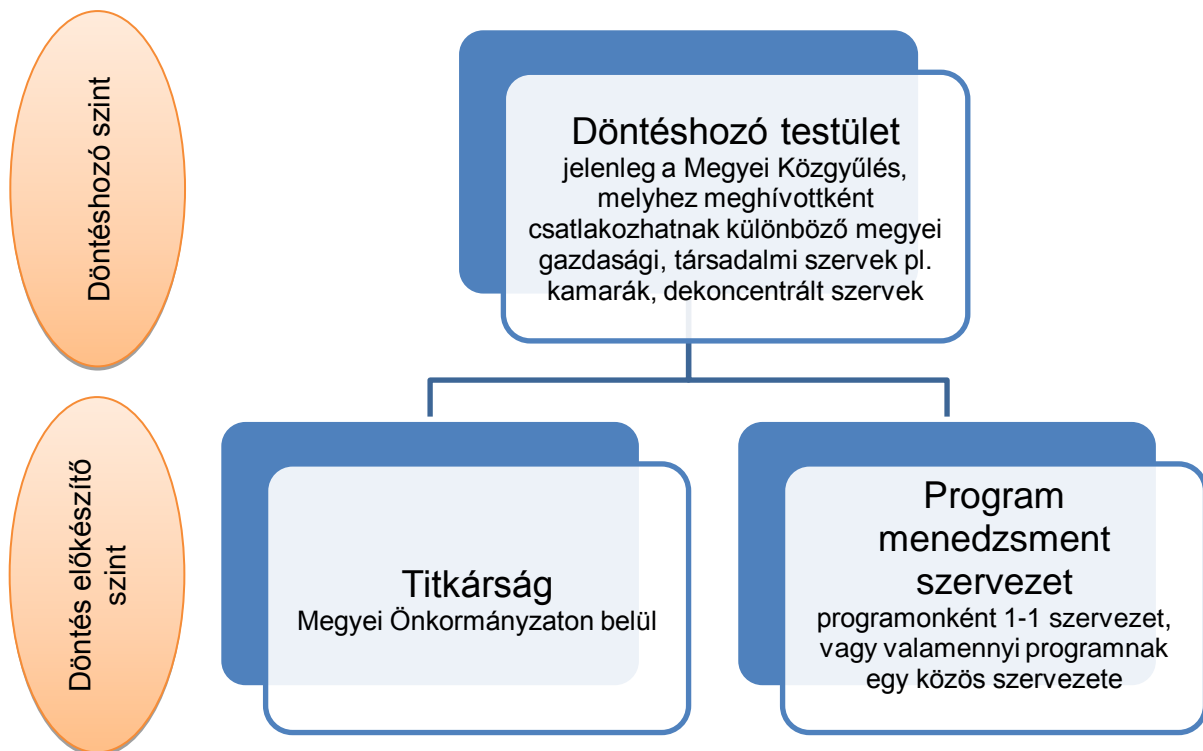 Döntéshozó szint
Döntéshozó testület
jelenleg a Megyei Közgyűlés,
melyhez meghívottként
csatlakozhatnak különböző megyei
gazdasági, társadalmi szervek pl.
kamarák, dekoncentrált szervek
Döntés előkészítő
szint
Titkárság
Megyei Önkormányzaton belül
Program
menedzsment
szervezet
programonként 1-1 szervezet,
vagy valamennyi programnak
egy közös szervezete